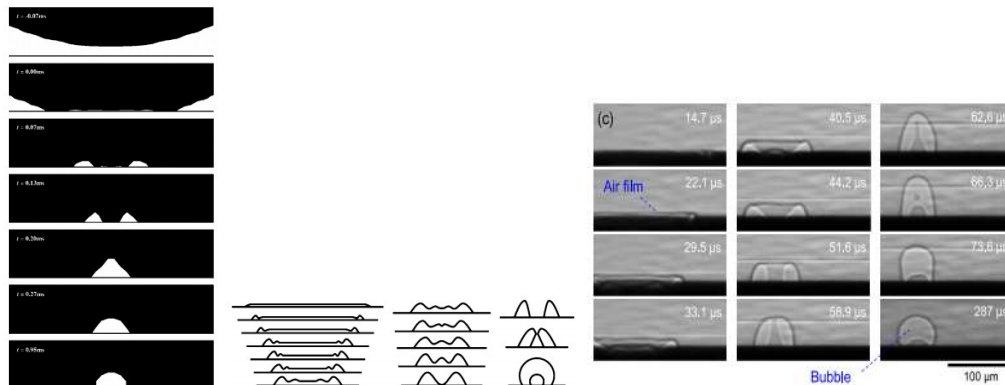 t = -0.07ms
t = 0.00ms
t = 0.07ms
t = 0.13ms
t = 0.20ms
t = 0.27ms
t = 0.95ms
(c)
14.7 µs
40.5 µs
62.6 µs
Air film
22.1 µs
44.2 µs
66.3 µs
29.5 µs
51.6 µs
73.6 µs
33.1 µs
58.9 µs
287 µs
Bubble
100 µm